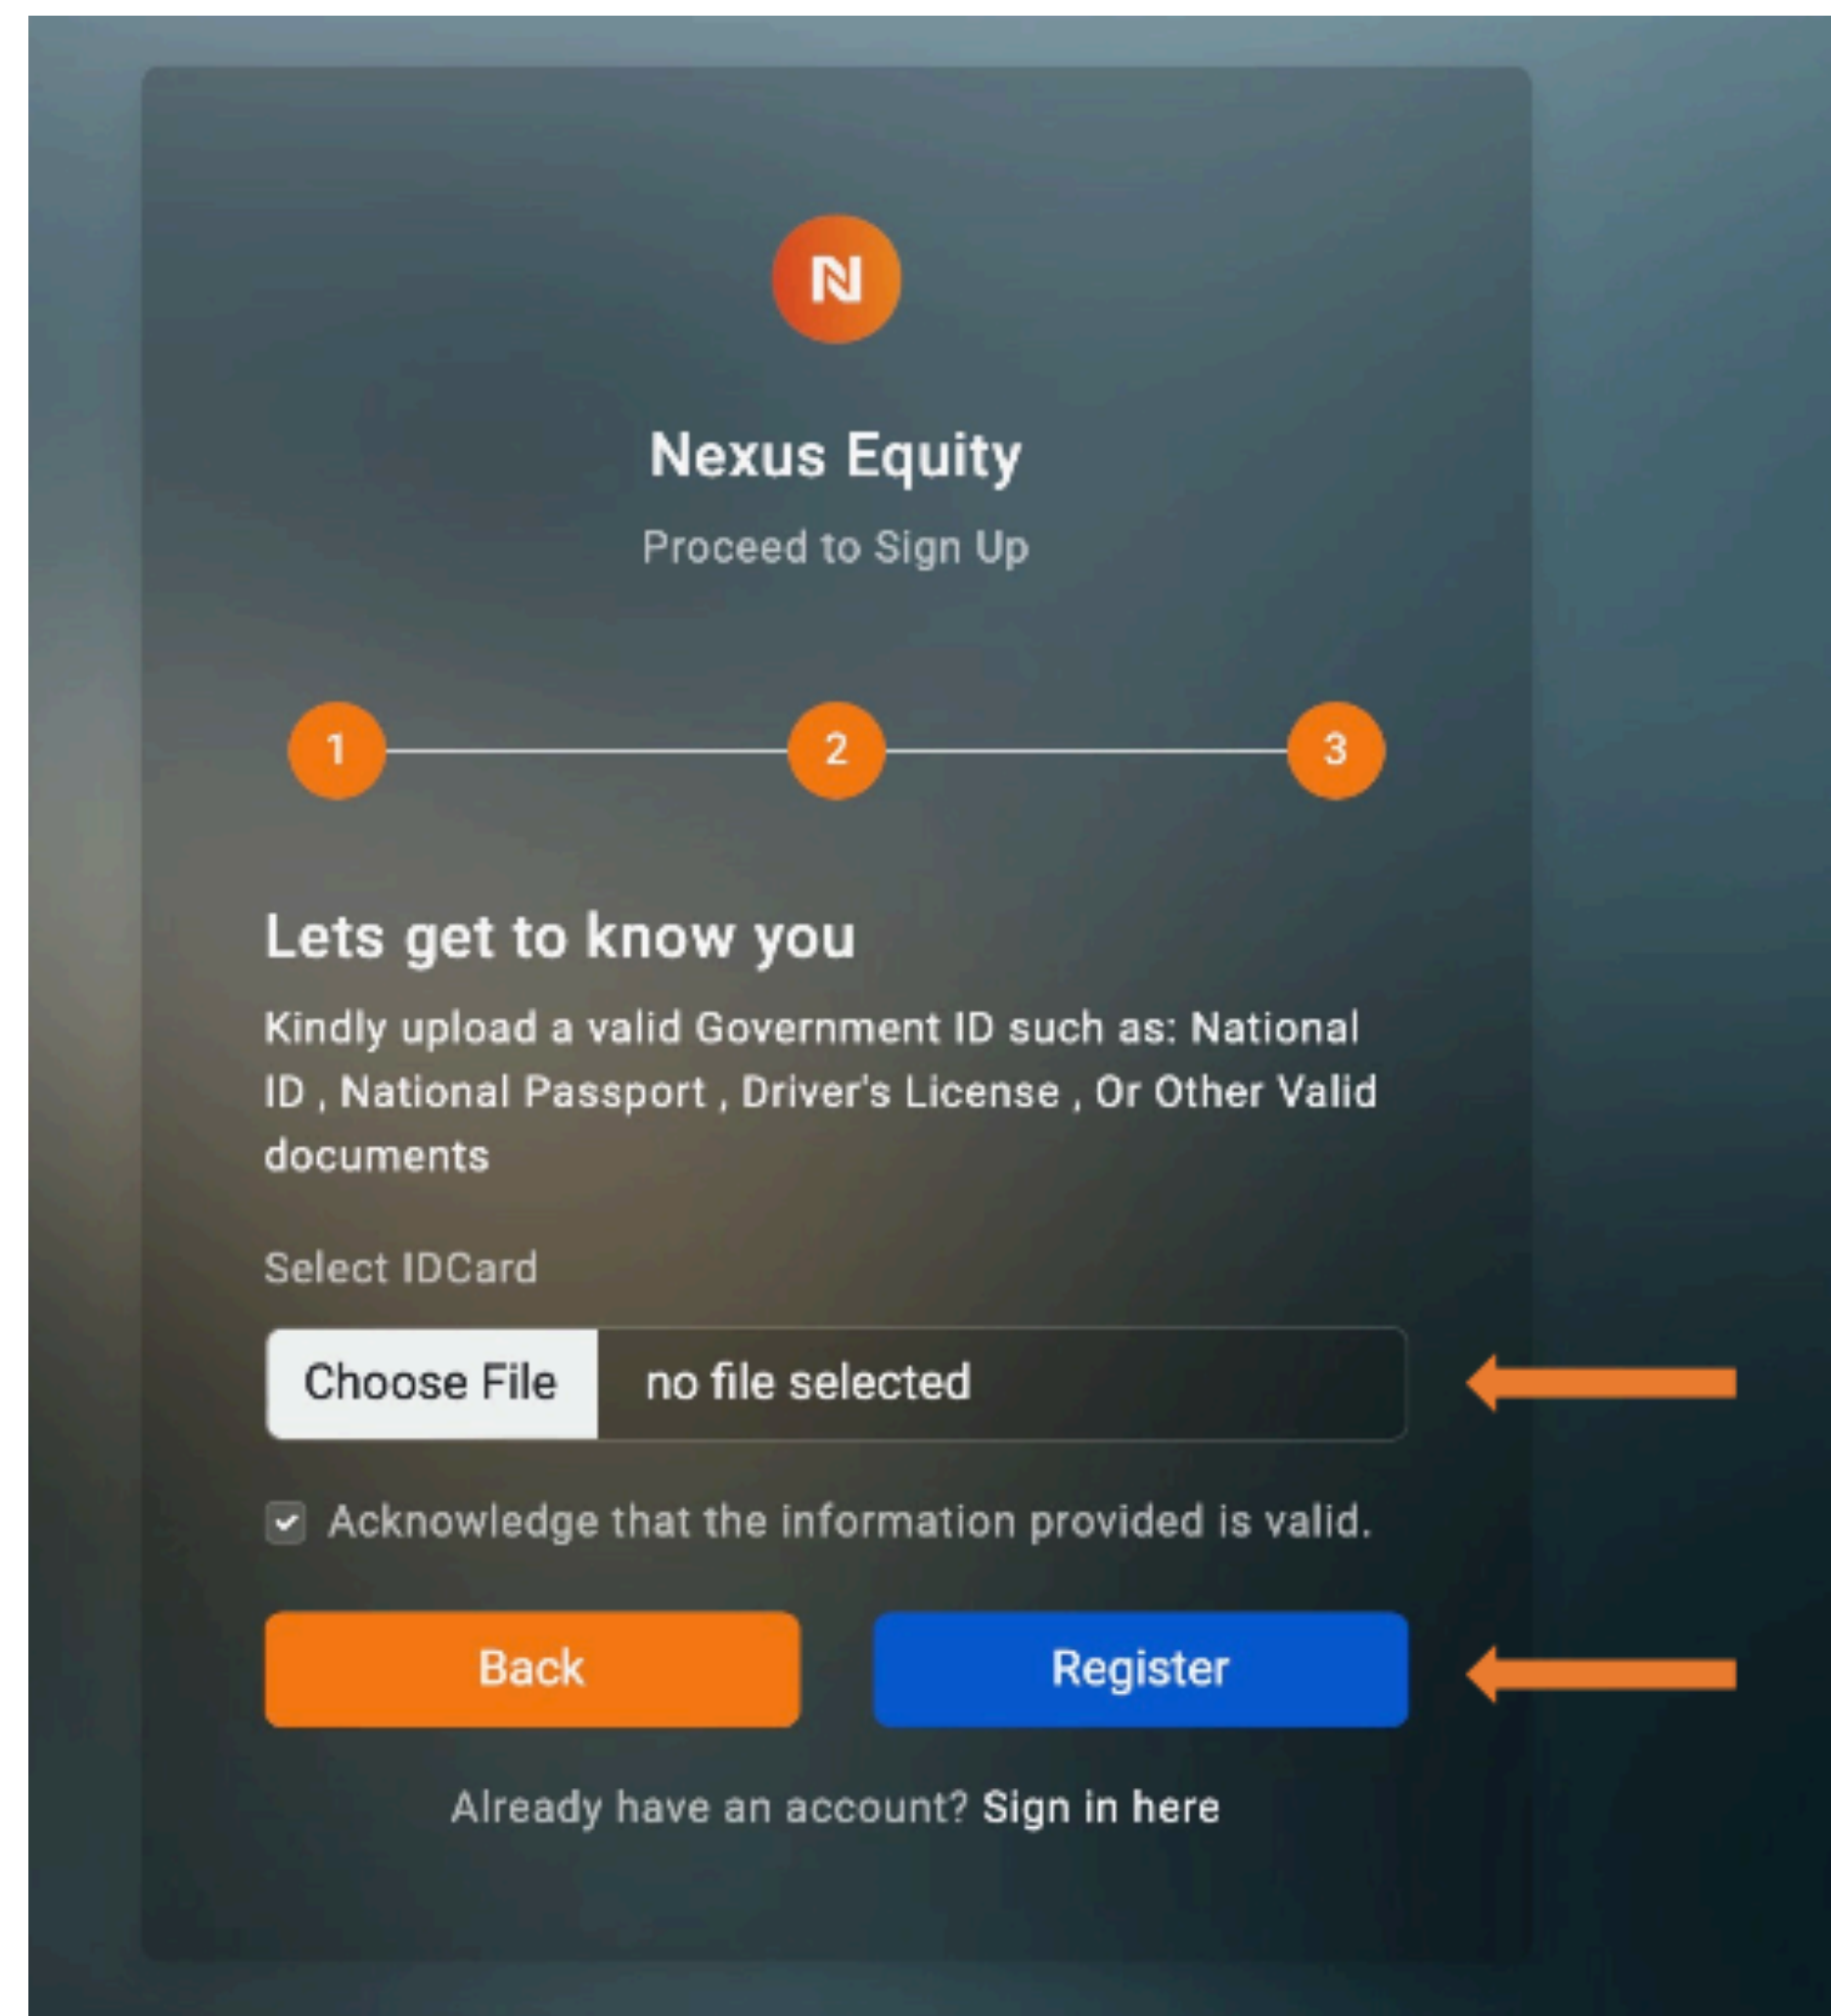 N
Nexus Equity
Proceed to Sign Up
1 2 3
Lets get to know you
Kindly upload a valid Government ID such as: National
ID , National Passport , Driver's License , Or Other Valid
documents
Select IDCard
Choose File no file selected
Acknowledge that the information provided is valid.
Back Register
Already have an account? Sign in here